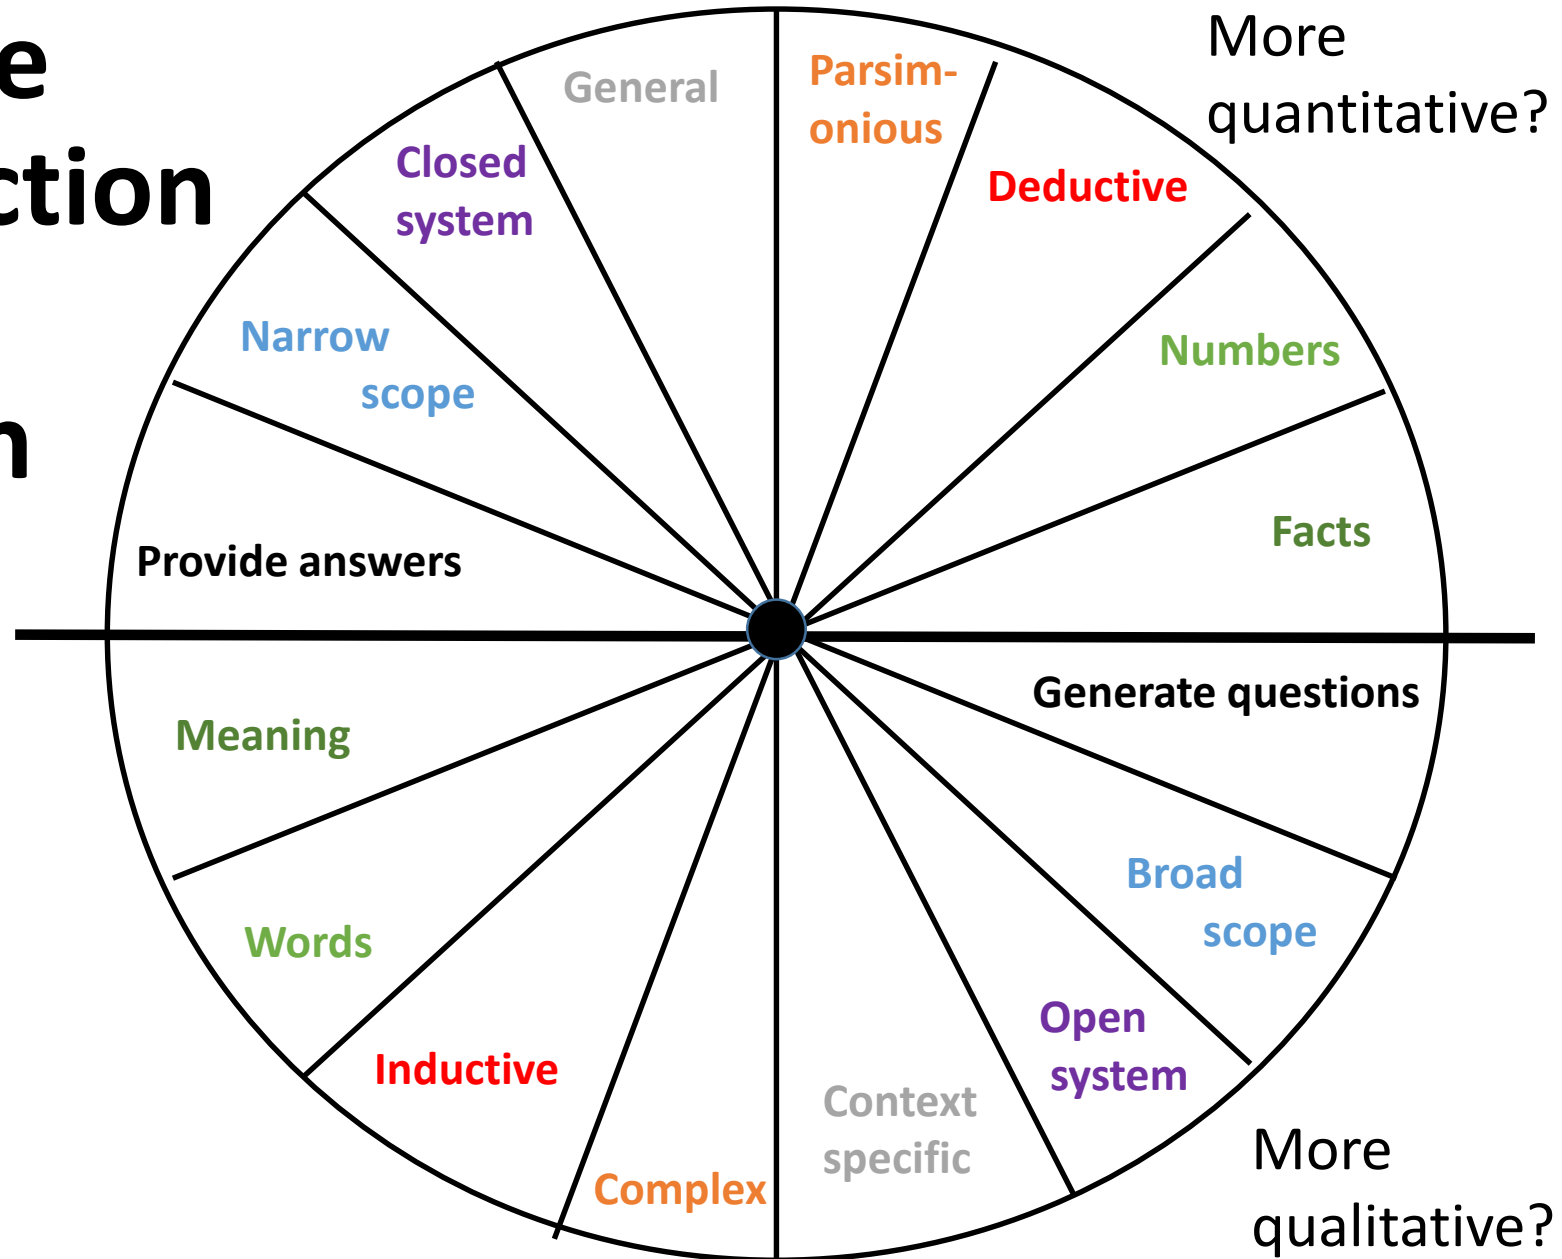 More
quantitative?
General
Parsim-
onious
Closed
system
Deductive
Narrow
scope
Numbers
Provide answers
Facts
Generate questions
Meaning
Broad
scope
Words
Open
system
Inductive
Context
specific
Complex
More
qualitative?